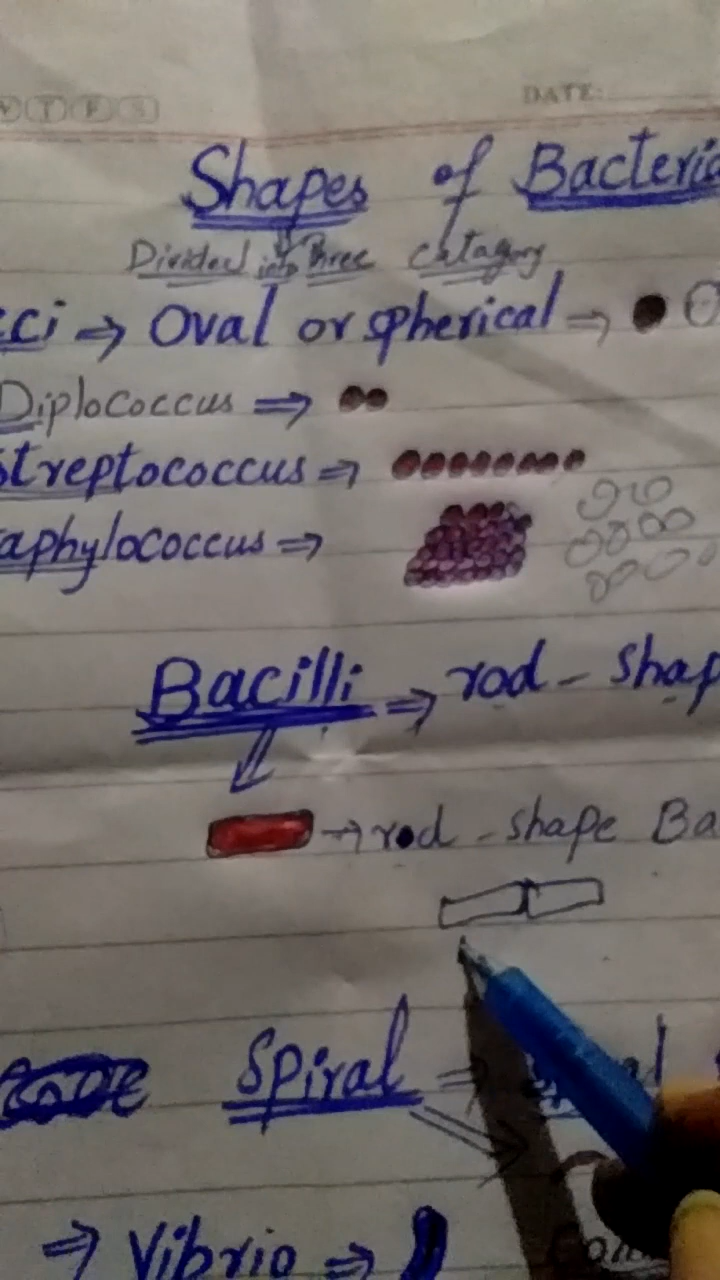 T F S
DATE:
Shapes of Bacteria
Divided into Three catagory
cci ⇒ Oval or spherical ⇒
Diplococcus ⇒
Streptococcus ⇒
aphylococcus ⇒
Bacilli ⇒ rod - shap
→ rod - shape Ba
Spiral ⇒
⇒ Vibrio ⇒